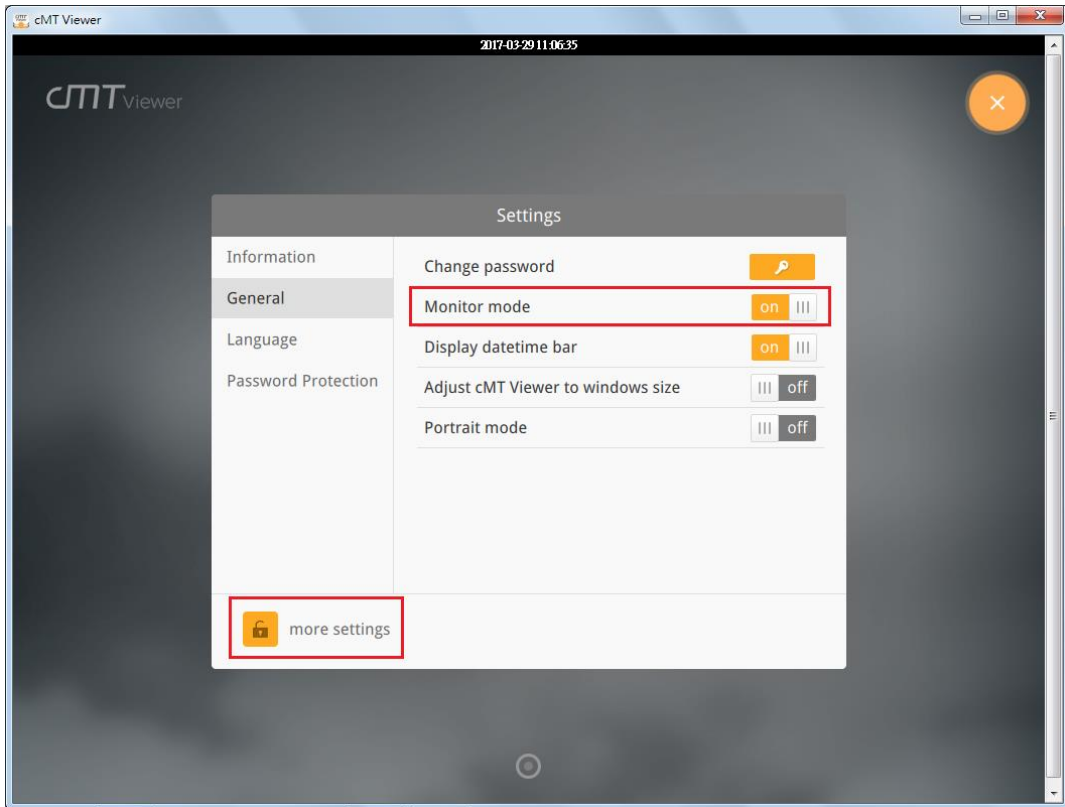 cMT Viewer
2017-03-29 11:06:35
cMT Viewer
Settings
Information
General
Language
Password Protection
Change password
Monitor mode on
Display datetime bar on
Adjust cMT Viewer to windows size off
Portrait mode off
more settings